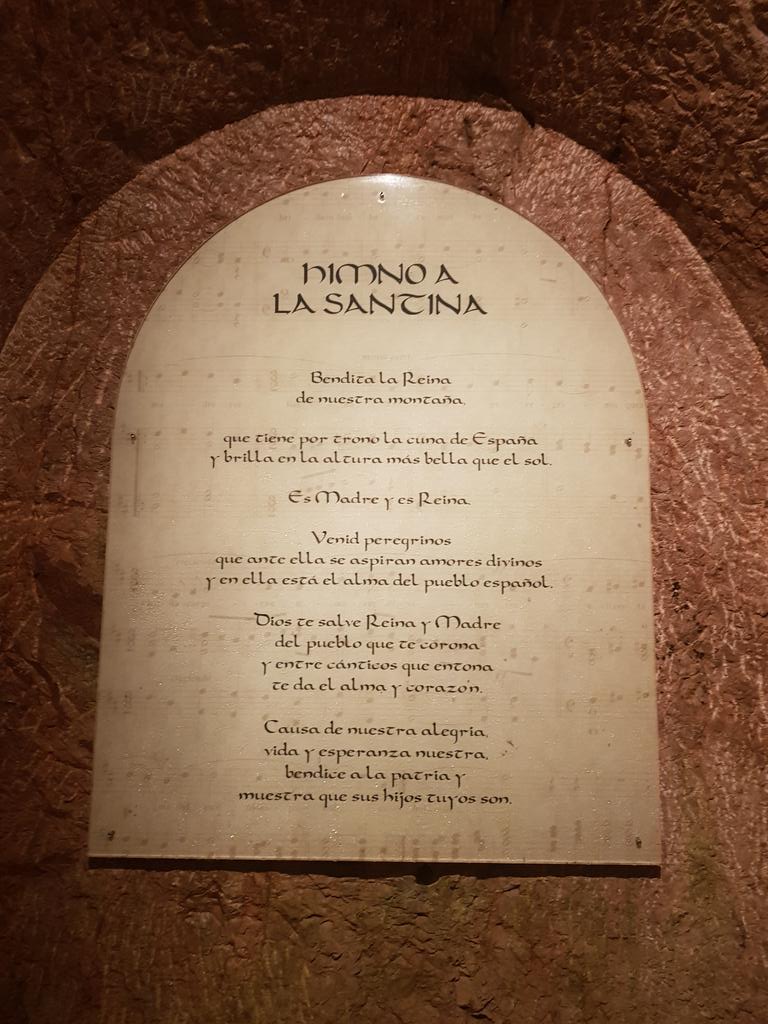 HIMNO A
LA SANTINA
Bendita la Reina
de nuestra montaña,
que tiene por trono la cuna de España
y brilla en la altura más bella que el sol.
Es Madre y es Reina.
Venid peregrinos
que ante ella se aspiran amores divinos
y en ella está el alma del pueblo español.
Dios te salve Reina y Madre
del pueblo que te corona
y entre cánticos que entona
te da el alma y corazón.
Causa de nuestra alegría,
vida y esperanza nuestra,
bendice a la patria y
muestra que sus hijos tuyos son.